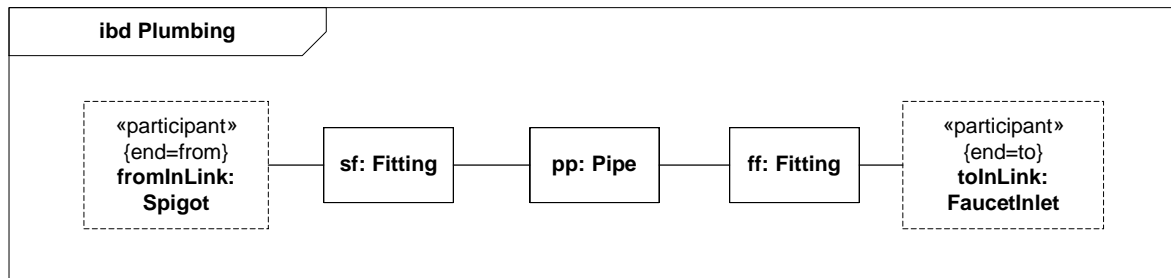 ibd Plumbing
«participant»
{end=from}
fromInLink:
Spigot
sf: Fitting
pp: Pipe
ff: Fitting
«participant»
{end=to}
toInLink:
FaucetInlet